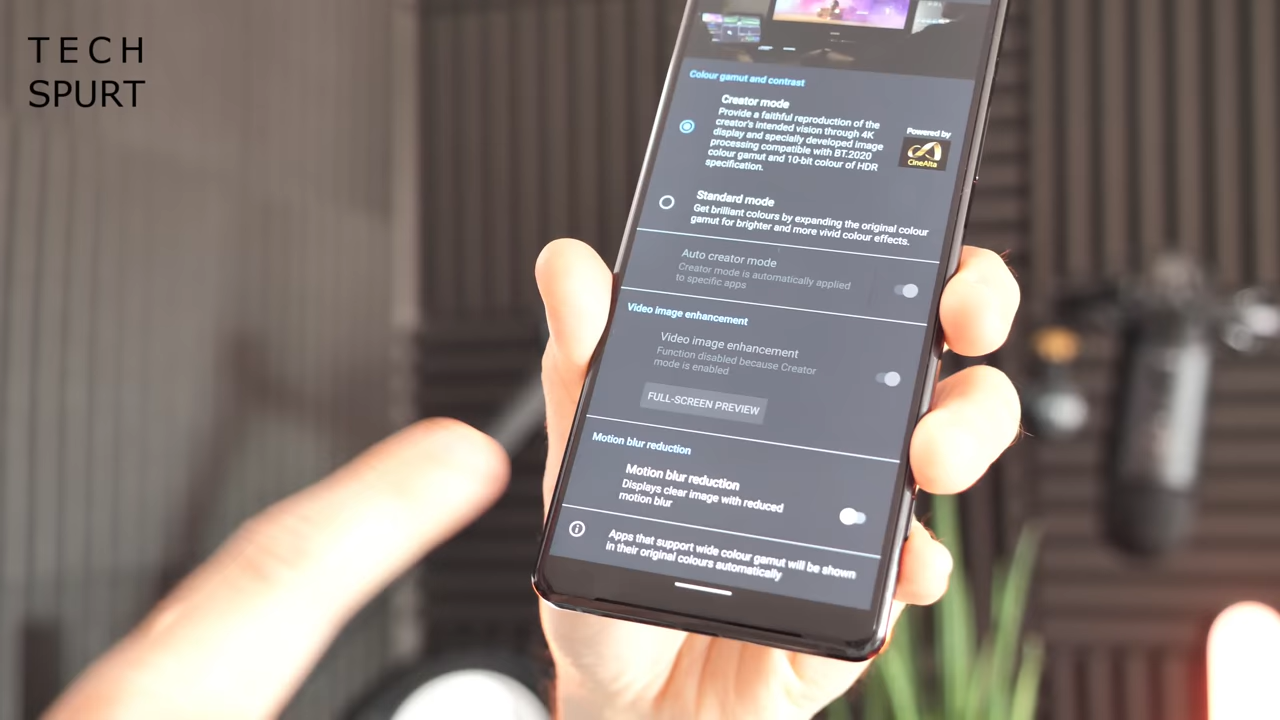 TECH
SPURT
Colour gamut and contrast
Creator mode
Provide a faithful reproduction of the
creator's intended vision through 4K
display and specially developed image
processing compatible with BT.2020
colour gamut and 10-bit colour of HDR
specification.
Powered by
CineAlta
Standard mode
Get brilliant colours by expanding the original colour
gamut for brighter and more vivid colour effects.
Auto creator mode
Creator mode is automatically applied
to specific apps
Video image enhancement
Video image enhancement
Function disabled because Creator
mode is enabled
FULL-SCREEN PREVIEW
Motion blur reduction
Motion blur reduction
Displays clear image with reduced
motion blur
Apps that support wide colour gamut will be shown
in their original colours automatically